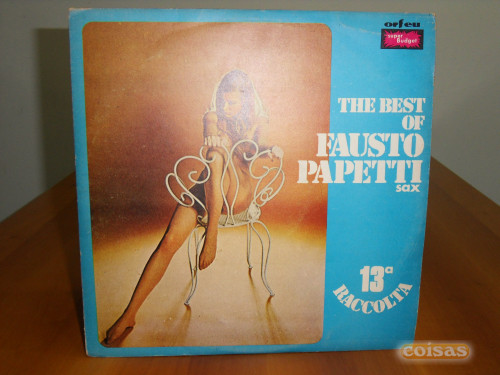 orfeu
super
Budget
THE BEST
OF
FAUSTO
PAPETTI
sax
13ª
RACCOLTA
coisas